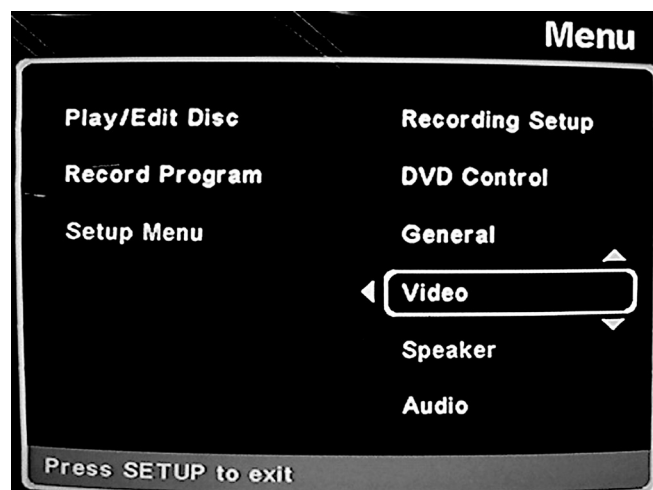 Menu
Play/Edit Disc
Record Program
Setup Menu
Recording Setup
DVD Control
General
Video
Speaker
Audio
Press SETUP to exit